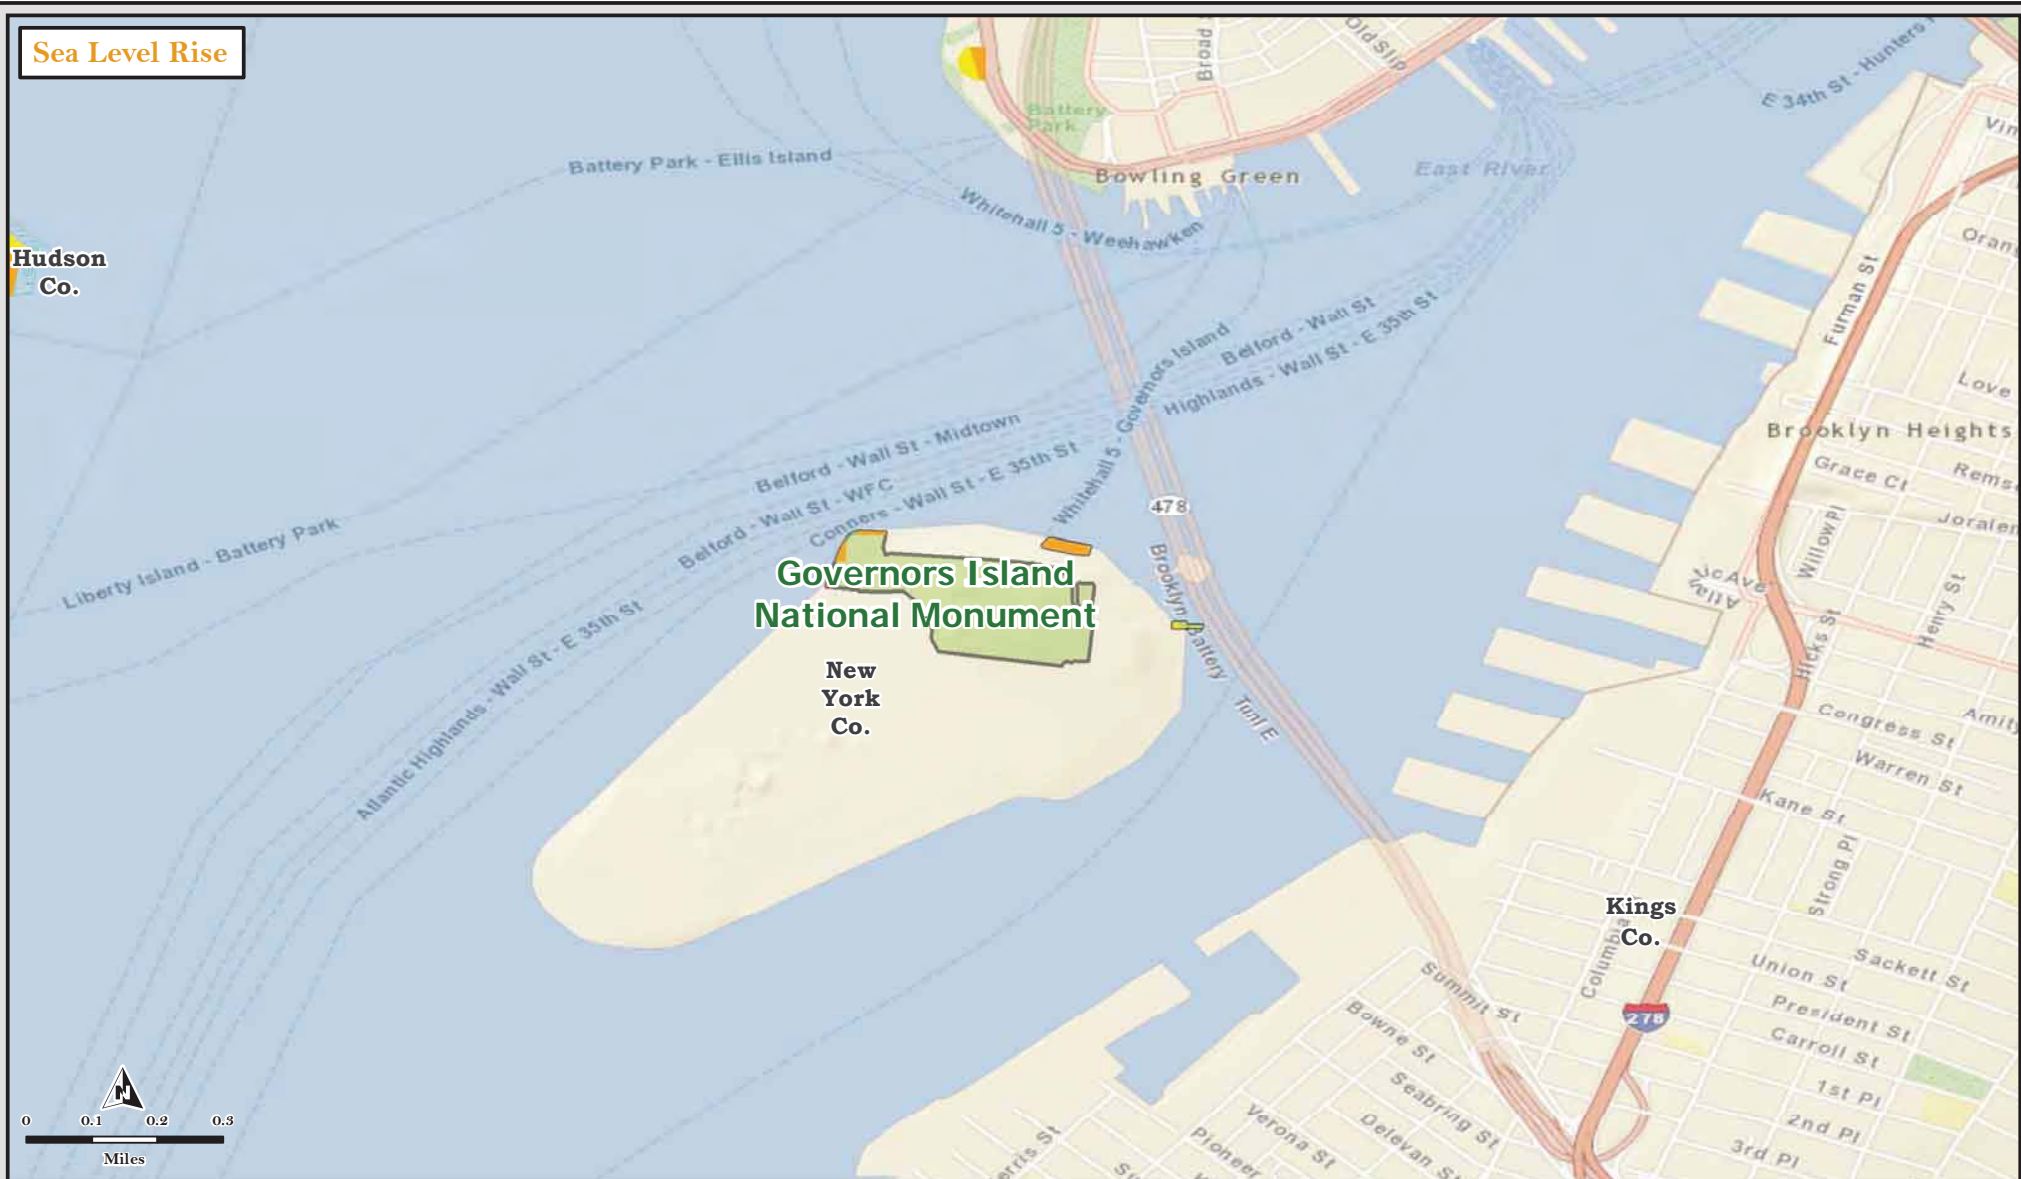 Sea Level Rise
Broad
Old Slip
E 34th St - Hunters
Battery
Park
Battery Park - Ellis Island
Bowling Green
East River
Whitehall 5 - Weehawken
Hudson
Co.
Oran
Furman St
Whitehall 5 - Governors Island
Belford - Wall St
Highlands - Wall St - E 35th St
Love
Brooklyn Heights
Belford - Wall St - Midtown
Belford - Wall St - WFC
Conners - Wall St - E 35th St
Grace Ct
Rems
478
Joralem
Willow Pl
Liberty Island - Battery Park
Governors Island
National Monument
Brooklyn Battery Tunl E
Henry St
Hicks St
Atlantic Highlands - Wall St - E 35th St
New
York
Co.
Congress St
Amity
Warren St
Kane St
Strong Pl
Kings
Co.
Columbia
Union St
Sackett St
Summit St
278
President St
Bowne St
Carroll St
1st Pl
Seabring St
2nd Pl
Verona St
Delevan St
3rd Pl
Pioneer
erris St
N
0 0.1 0.2 0.3
Miles